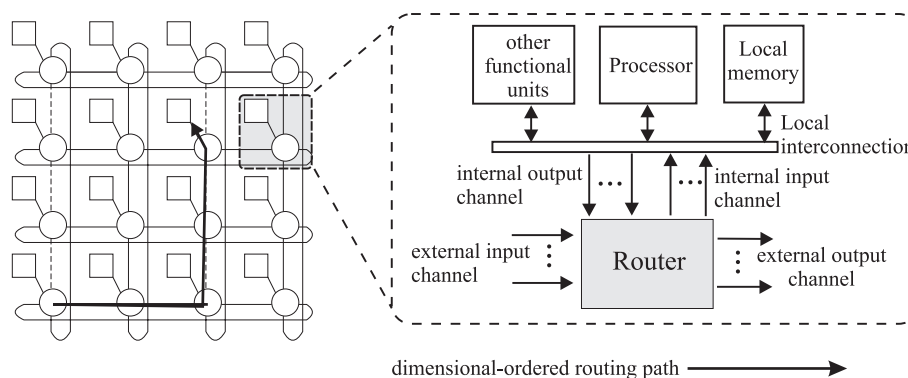 other
functional
units
Processor
Local
memory
Local
interconnection
internal output
channel
internal input
channel
external input
channel
Router
external output
channel
dimensional-ordered routing path